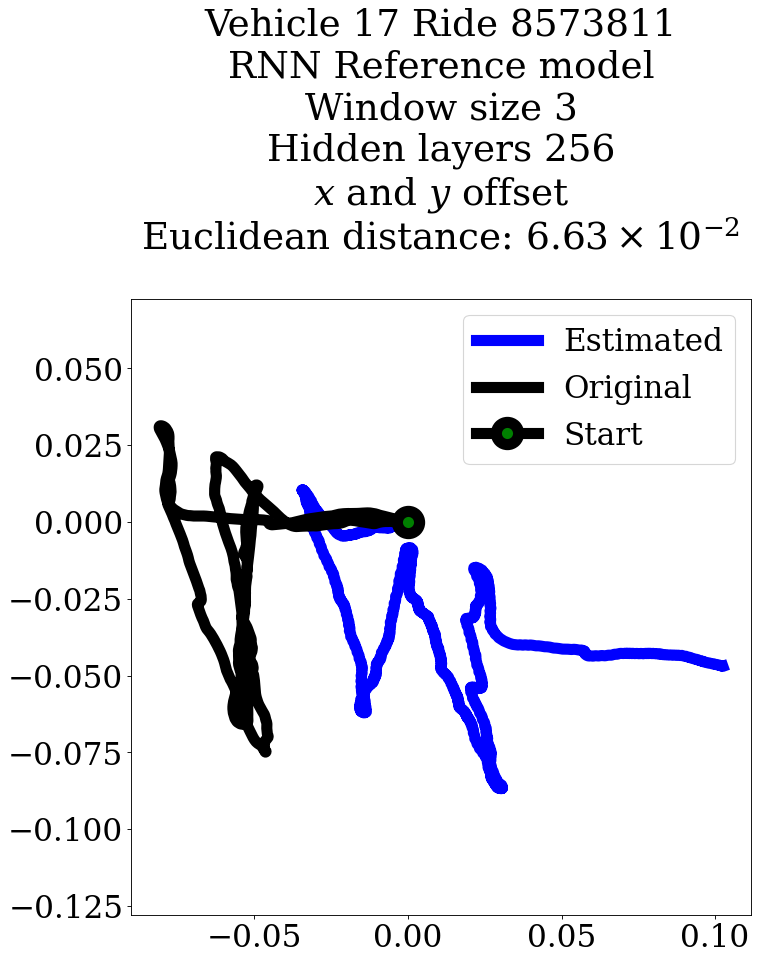 Vehicle 17 Ride 8573811
RNN Reference model
Window size 3
Hidden layers 256
x and y offset
Euclidean distance: 6.63 × 10⁻²
Estimated
Original
Start
0.050
0.025
0.000
−0.025
−0.050
−0.075
−0.100
−0.125
−0.05
0.00
0.05
0.10